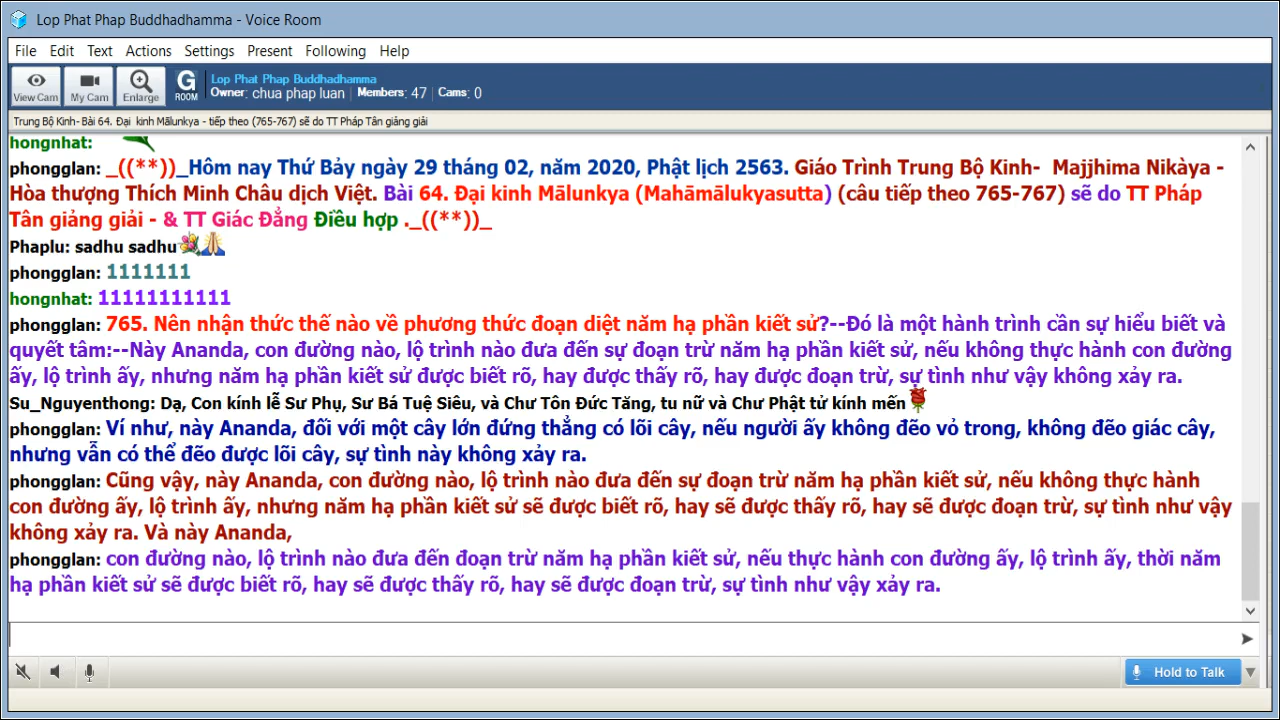 Lop Phat Phap Buddhadhamma - Voice Room
File Edit Text Actions Settings Present Following Help
View Cam My Cam Enlarge G ROOM Lop Phat Phap Buddhadhamma
Owner: chua phap luan | Members: 47 | Cams: 0
Trung Bộ Kinh- Bài 64. Đại kinh Mālunkya - tiếp theo (765-767) sẽ do TT Pháp Tân giảng giải
hongnhat:
phongglan: _((**))_Hôm nay Thứ Bảy ngày 29 tháng 02, năm 2020, Phật lịch 2563. Giáo Trình Trung Bộ Kinh- Majjhima Nikàya -
Hòa thượng Thích Minh Châu dịch Việt. Bài 64. Đại kinh Mālunkya (Mahāmālukyasutta) (câu tiếp theo 765-767) sẽ do TT Pháp
Tân giảng giải - & TT Giác Đẳng Điều hợp ._((**))_
Phaplu: sadhu sadhu
phongglan: 1111111
hongnhat: 11111111111
phongglan: 765. Nên nhận thức thế nào về phương thức đoạn diệt năm hạ phần kiết sử?--Đó là một hành trình cần sự hiểu biết và
quyết tâm:--Này Ananda, con đường nào, lộ trình nào đưa đến sự đoạn trừ năm hạ phần kiết sử, nếu không thực hành con đường
ấy, lộ trình ấy, nhưng năm hạ phần kiết sử được biết rõ, hay được thấy rõ, hay được đoạn trừ, sự tình như vậy không xảy ra.
Su_Nguyenthong: Dạ, Con kính lễ Sư Phụ, Sư Bá Tuệ Siêu, và Chư Tôn Đức Tăng, tu nữ và Chư Phật tử kính mến
phongglan: Ví như, này Ananda, đối với một cây lớn đứng thẳng có lõi cây, nếu người ấy không đẽo vỏ trong, không đẽo giác cây,
nhưng vẫn có thể đẽo được lõi cây, sự tình này không xảy ra.
phongglan: Cũng vậy, này Ananda, con đường nào, lộ trình nào đưa đến sự đoạn trừ năm hạ phần kiết sử, nếu không thực hành
con đường ấy, lộ trình ấy, nhưng năm hạ phần kiết sử sẽ được biết rõ, hay sẽ được thấy rõ, hay sẽ được đoạn trừ, sự tình như vậy
không xảy ra. Và này Ananda,
phongglan: con đường nào, lộ trình nào đưa đến đoạn trừ năm hạ phần kiết sử, nếu thực hành con đường ấy, lộ trình ấy, thời năm
hạ phần kiết sử sẽ được biết rõ, hay sẽ được thấy rõ, hay sẽ được đoạn trừ, sự tình như vậy xảy ra.
Hold to Talk